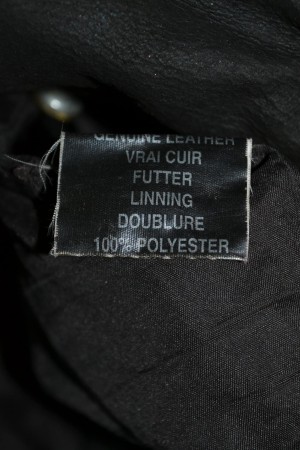 GENUINE LEATHER
VRAI CUIR
FUTTER
LINNING
DOUBLURE
100% POLYESTER